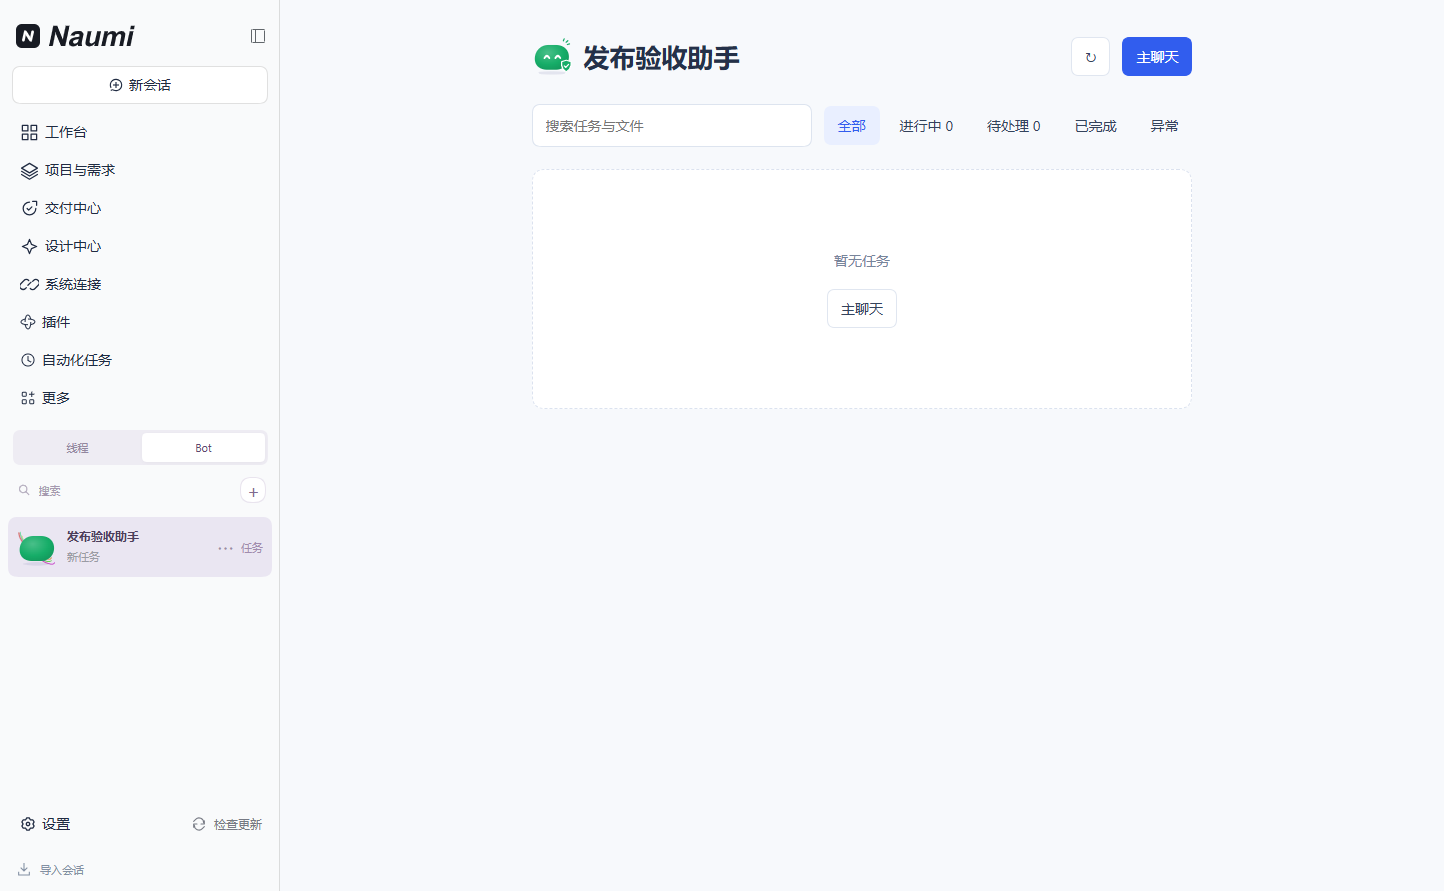 Naumi
新会话
工作台
项目与需求
交付中心
设计中心
系统连接
插件
自动化任务
更多
线程 Bot
搜索
发布验收助手
新任务
任务
设置 检查更新
导入会话
发布验收助手
主聊天
搜索任务与文件 全部 进行中 0 待处理 0 已完成 异常
暂无任务
主聊天